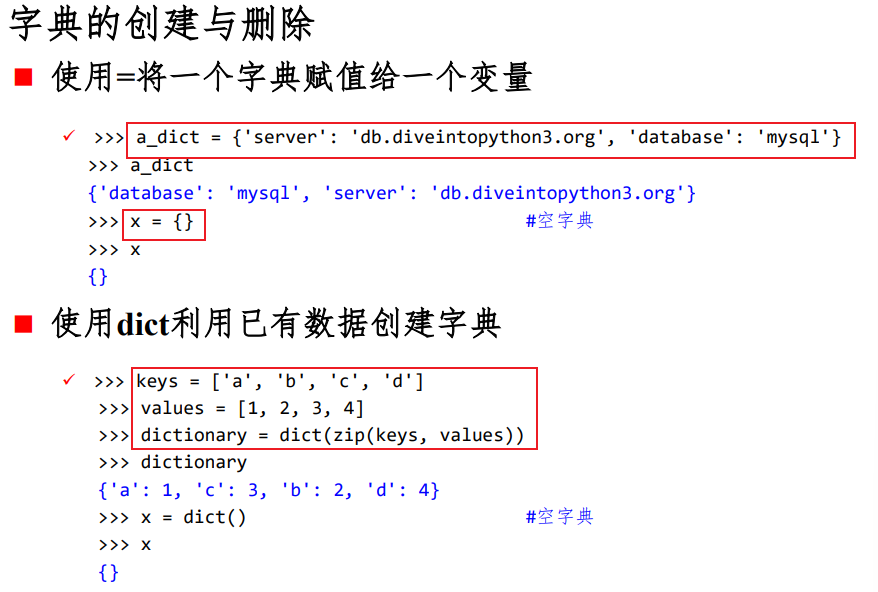 字典的创建与删除
使用=将一个字典赋值给一个变量
>>> a_dict = {'server': 'db.diveintopython3.org', 'database': 'mysql'}
>>> a_dict
{'database': 'mysql', 'server': 'db.diveintopython3.org'}
>>> x = {} #空字典
>>> x
{}
使用dict利用已有数据创建字典
>>> keys = ['a', 'b', 'c', 'd']
>>> values = [1, 2, 3, 4]
>>> dictionary = dict(zip(keys, values))
>>> dictionary
{'a': 1, 'c': 3, 'b': 2, 'd': 4}
>>> x = dict() #空字典
>>> x
{}